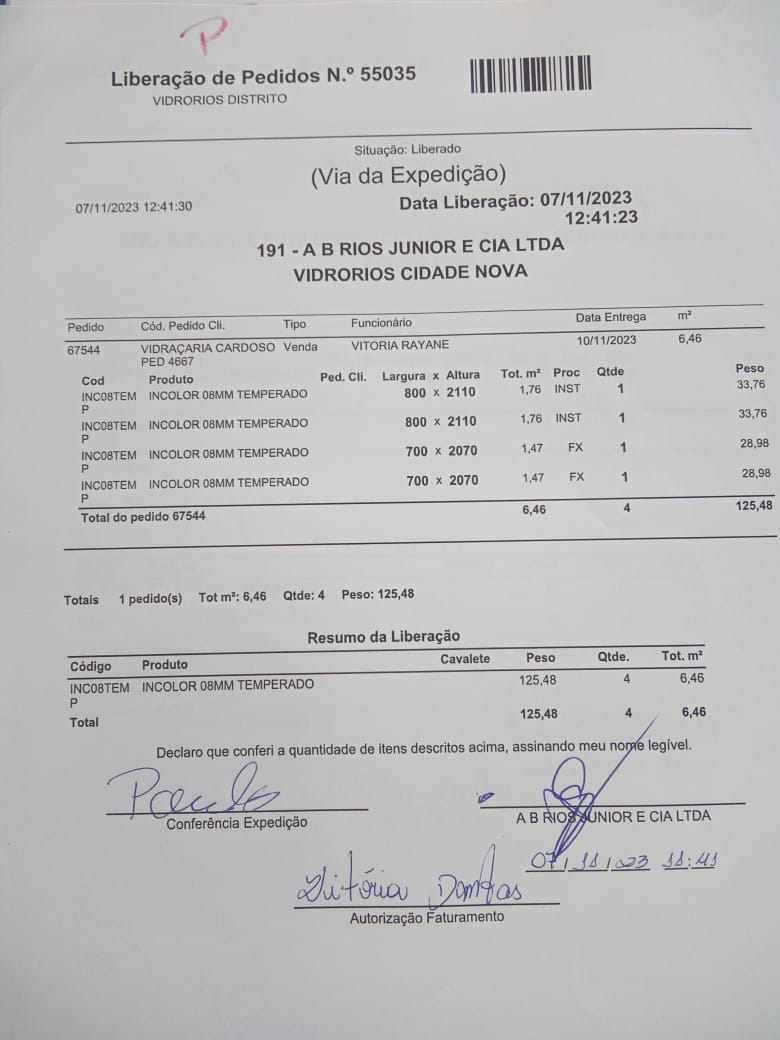 P
Liberação de Pedidos N.º 55035
VIDRORIOS DISTRITO
Situação: Liberado
(Via da Expedição)
07/11/2023 12:41:30
Data Liberação: 07/11/2023
12:41:23
191 - A B RIOS JUNIOR E CIA LTDA
VIDRORIOS CIDADE NOVA
Pedido Cód. Pedido Cli. Tipo Funcionário Data Entrega m²
67544 VIDRAÇARIA CARDOSO Venda VITORIA RAYANE 10/11/2023 6,46
PED 4667
Cod Produto Ped. Cli. Largura x Altura Tot. m² Proc Qtde Peso
INC08TEM INCOLOR 08MM TEMPERADO 800 x 2110 1,76 INST 1 33,76
P
INC08TEM INCOLOR 08MM TEMPERADO 800 x 2110 1,76 INST 1 33,76
P
INC08TEM INCOLOR 08MM TEMPERADO 700 x 2070 1,47 FX 1 28,98
P
INC08TEM INCOLOR 08MM TEMPERADO 700 x 2070 1,47 FX 1 28,98
P
Total do pedido 67544 6,46 4 125,48
Totais 1 pedido(s) Tot m²: 6,46 Qtde: 4 Peso: 125,48
Resumo da Liberação
Código Produto Cavalete Peso Qtde. Tot. m²
INC08TEM INCOLOR 08MM TEMPERADO 125,48 4 6,46
P
Total 125,48 4 6,46
Declaro que conferi a quantidade de itens descritos acima, assinando meu nome legível.
Paulo
Conferência Expedição
A B RIOS JUNIOR E CIA LTDA
07/11/023 11:41
Vitória Dantas
Autorização Faturamento